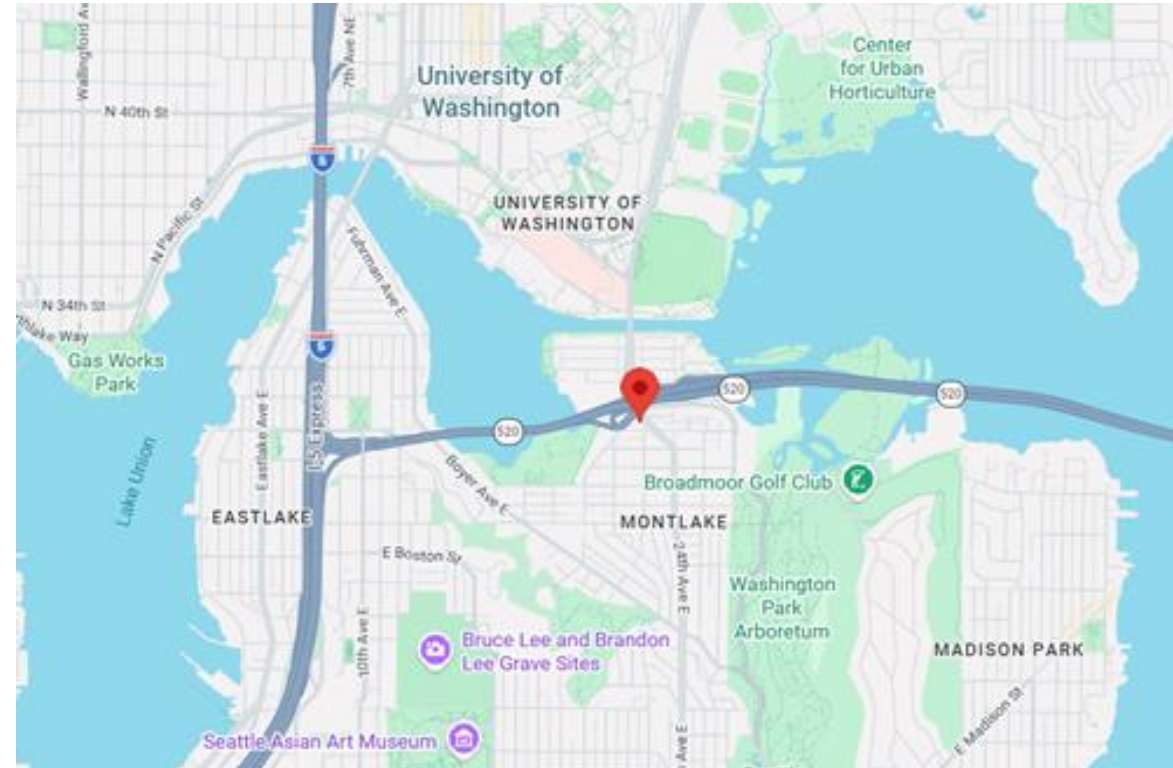 Wallingford Av
7th Ave NE
N 40th St
University of
Washington
Center
for Urban
Horticulture
5
UNIVERSITY OF
WASHINGTON
N Pacific St
Fuhrman Ave E
N 34th St
Way
Gas Works
Park
5
520
520
520
Lake Union
Eastlake Ave E
I-5 Express
Boyer Ave E
Broadmoor Golf Club
EASTLAKE
MONTLAKE
E Boston St
24th Ave E
10th Ave E
Washington
Park
Arboretum
Bruce Lee and Brandon
Lee Grave Sites
MADISON PARK
E Madison St
Seattle Asian Art Museum
Ave E